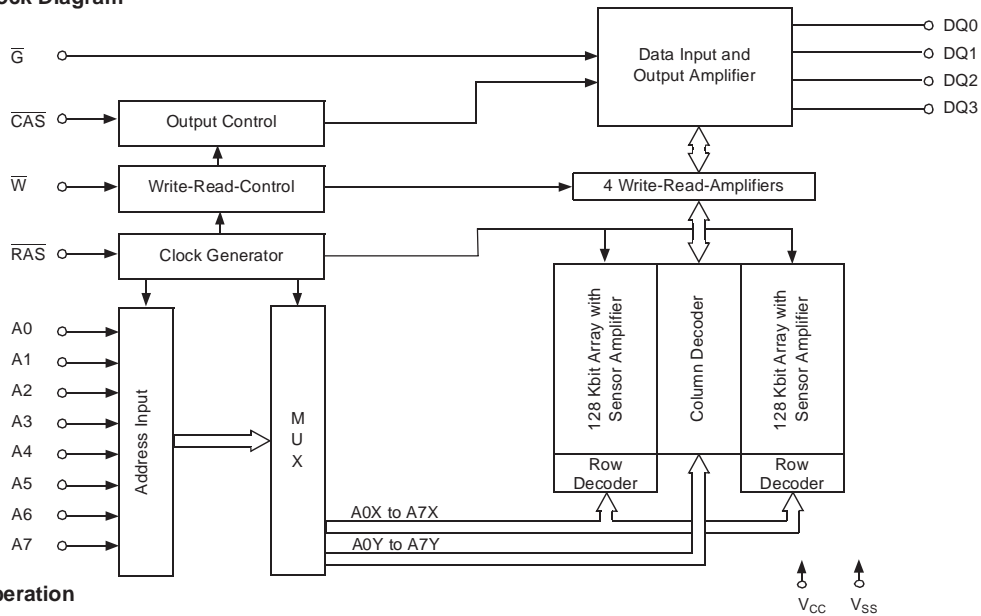 ck Diagram
G
CAS
W
RAS
A0
A1
A2
A3
A4
A5
A6
A7
Output Control
Write-Read-Control
Clock Generator
Address Input
M
U
X
Data Input and
Output Amplifier
DQ0
DQ1
DQ2
DQ3
4 Write-Read-Amplifiers
128 Kbit Array with
Sensor Amplifier
Column Decoder
128 Kbit Array with
Sensor Amplifier
Row
Decoder
Row
Decoder
A0X to A7X
A0Y to A7Y
VCC
VSS
peration